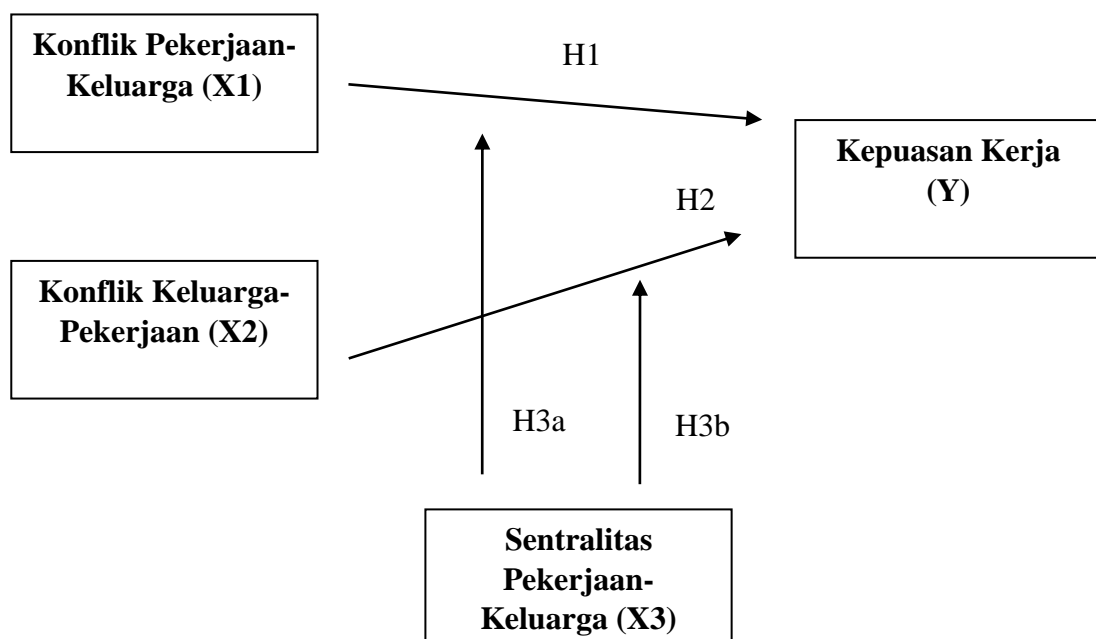 Konflik Pekerjaan-
Keluarga (X1)
H1
Kepuasan Kerja
(Y)
H2
Konflik Keluarga-
Pekerjaan (X2)
H3a
H3b
Sentralitas
Pekerjaan-
Keluarga (X3)